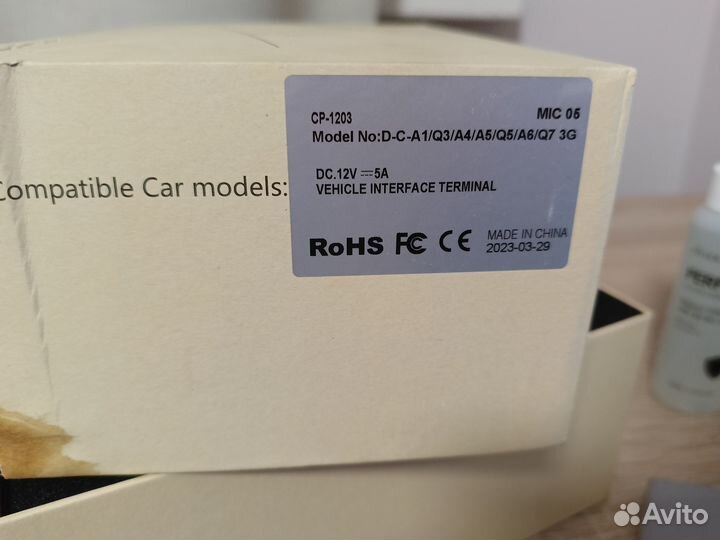 CP-1203
MIC 05
Model No:D-C-A1/Q3/A4/A5/Q5/A6/Q7 3G
Compatible Car models:
DC.12V⎓5A
VEHICLE INTERFACE TERMINAL
RoHS FC CE
MADE IN CHINA
2023-03-29
Avito